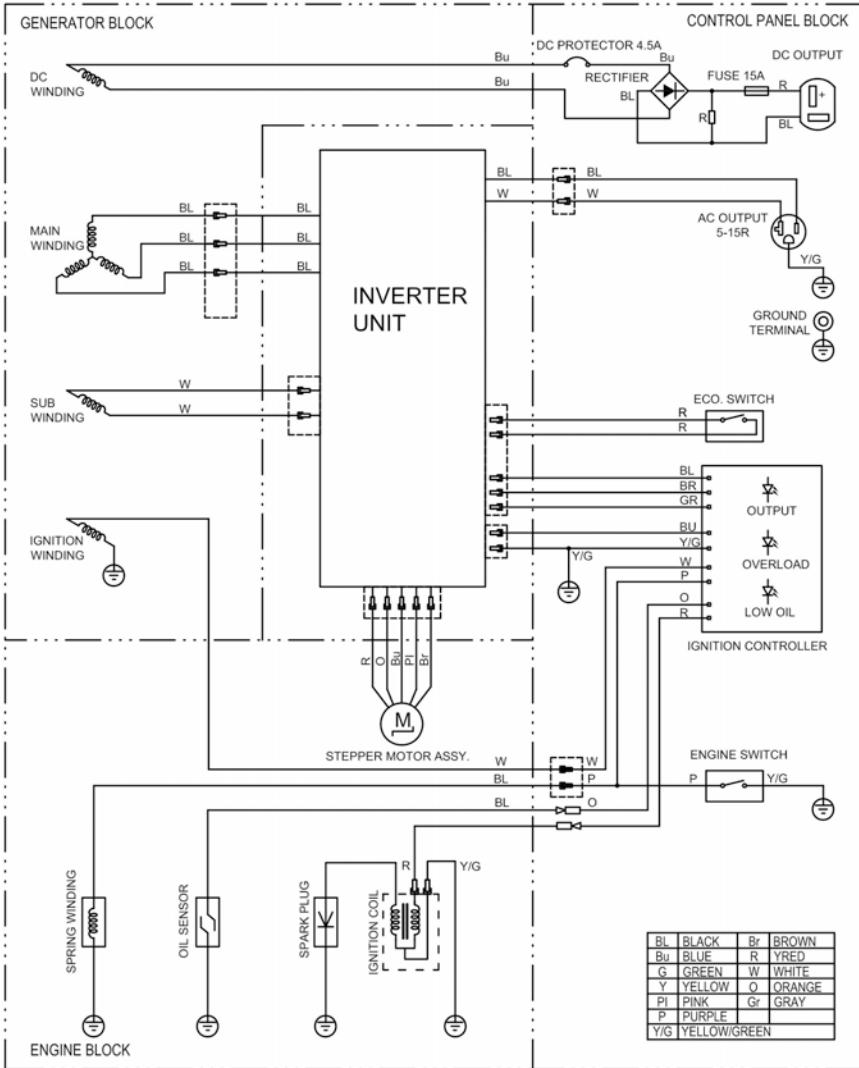 GENERATOR BLOCK
CONTROL PANEL BLOCK
DC PROTECTOR 4.5A
DC OUTPUT
Bu
Bu
RECTIFIER
FUSE 15A
DC
WINDING
Bu
BL
R
R
+
BL
BL
BL
W
W
AC OUTPUT
5-15R
Y/G
MAIN
WINDING
BL
BL
BL
BL
BL
BL
INVERTER
UNIT
GROUND
TERMINAL
SUB
WINDING
W
W
ECO. SWITCH
R
R
BL
BR
GR
BU
Y/G
Y/G
W
P
O
R
OUTPUT
OVERLOAD
LOW OIL
IGNITION CONTROLLER
IGNITION
WINDING
R
O
Bu
PI
Br
M
STEPPER MOTOR ASSY.
W
W
BL
P
BL
O
ENGINE SWITCH
P
Y/G
R
Y/G
SPRING WINDING
OIL SENSOR
SPARK PLUG
IGNITION COIL
BL BLACK Br BROWN
Bu BLUE R YRED
G GREEN W WHITE
Y YELLOW O ORANGE
PI PINK Gr GRAY
P PURPLE
Y/G YELLOW/GREEN
ENGINE BLOCK